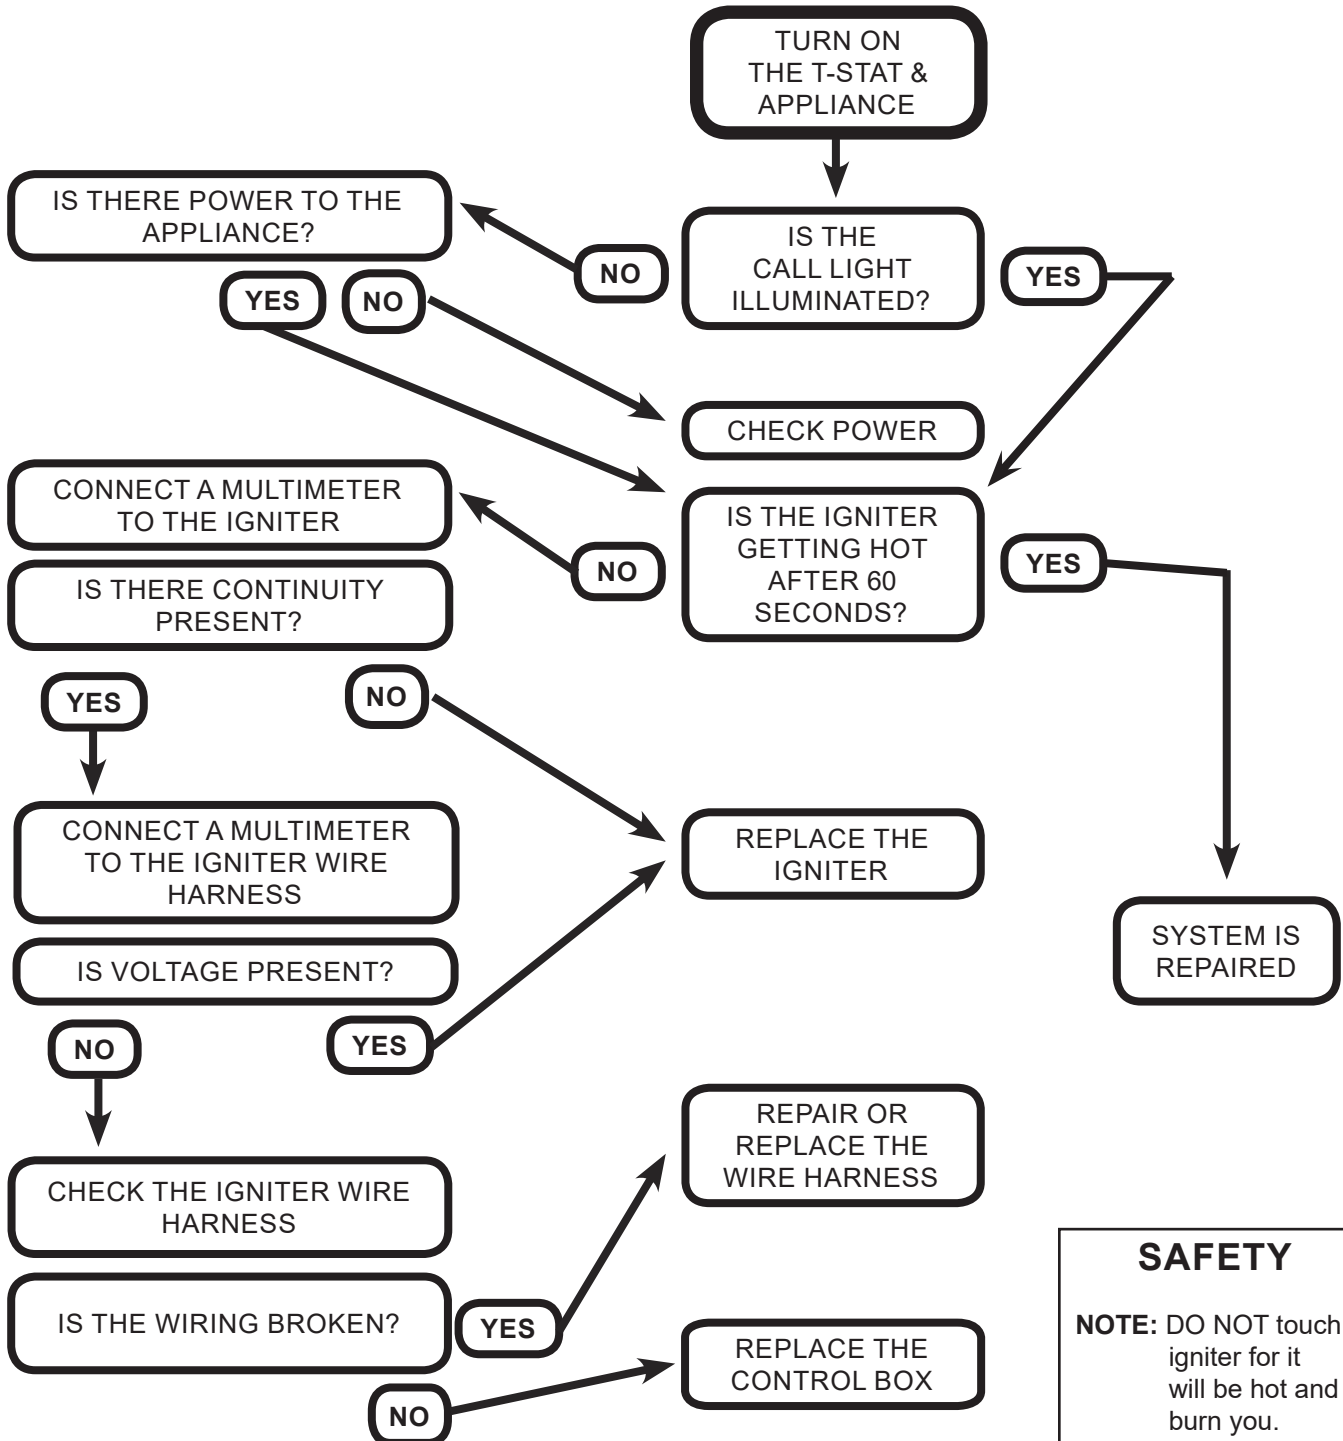 TURN ON
THE T-STAT &
APPLIANCE
IS THERE POWER TO THE
APPLIANCE?
IS THE
CALL LIGHT
ILLUMINATED?
NO
YES
YES
NO
CHECK POWER
CONNECT A MULTIMETER
TO THE IGNITER
IS THERE CONTINUITY
PRESENT?
NO
IS THE IGNITER
GETTING HOT
AFTER 60
SECONDS?
YES
YES
NO
CONNECT A MULTIMETER
TO THE IGNITER WIRE
HARNESS
REPLACE THE
IGNITER
IS VOLTAGE PRESENT?
SYSTEM IS
REPAIRED
NO
YES
CHECK THE IGNITER WIRE
HARNESS
REPAIR OR
REPLACE THE
WIRE HARNESS
IS THE WIRING BROKEN?
YES
NO
REPLACE THE
CONTROL BOX
SAFETY
NOTE: DO NOT touch
igniter for it
will be hot and
burn you.